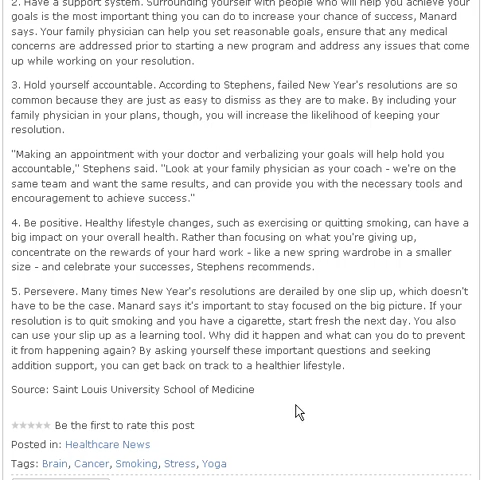 2. Have a support system. Surrounding yourself with people who will help you achieve your
goals is the most important thing you can do to increase your chance of success, Manard
says. Your family physician can help you set reasonable goals, ensure that any medical
concerns are addressed prior to starting a new program and address any issues that come
up while working on your resolution.
3. Hold yourself accountable. According to Stephens, failed New Year's resolutions are so
common because they are just as easy to dismiss as they are to make. By including your
family physician in your plans, though, you will increase the likelihood of keeping your
resolution.
"Making an appointment with your doctor and verbalizing your goals will help hold you
accountable," Stephens said. "Look at your family physician as your coach - we're on the
same team and want the same results, and can provide you with the necessary tools and
encouragement to achieve success."
4. Be positive. Healthy lifestyle changes, such as exercising or quitting smoking, can have a
big impact on your overall health. Rather than focusing on what you're giving up,
concentrate on the rewards of your hard work - like a new spring wardrobe in a smaller
size - and celebrate your successes, Stephens recommends.
5. Persevere. Many times New Year's resolutions are derailed by one slip up, which doesn't
have to be the case. Manard says it's important to stay focused on the big picture. If your
resolution is to quit smoking and you have a cigarette, start fresh the next day. You also
can use your slip up as a learning tool. Why did it happen and what can you do to prevent
it from happening again? By asking yourself these important questions and seeking
addition support, you can get back on track to a healthier lifestyle.
Source: Saint Louis University School of Medicine
Be the first to rate this post
Posted in: Healthcare News
Tags: Brain, Cancer, Smoking, Stress, Yoga